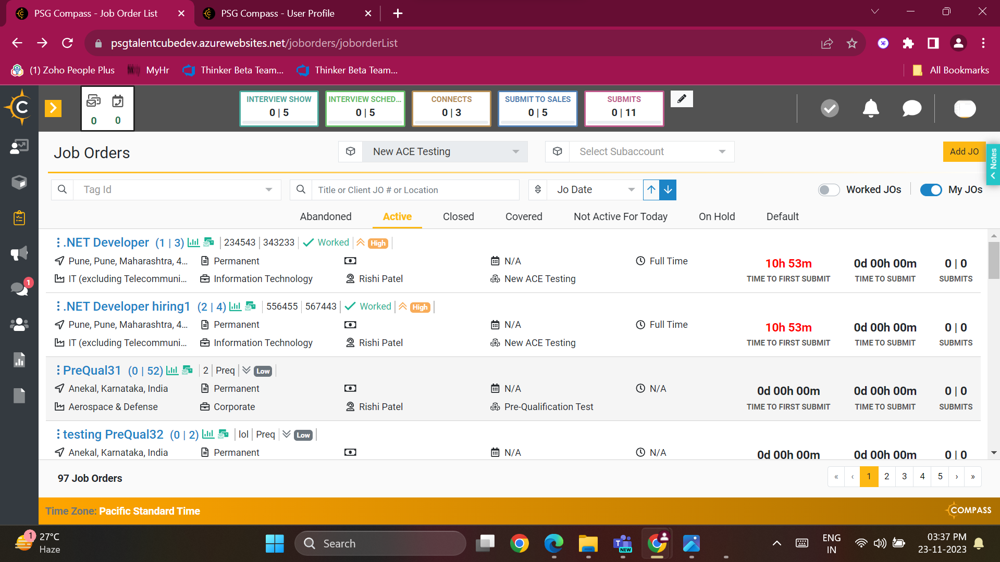 PSG Compass - Job Order List
PSG Compass - User Profile
psgtalentcubedev.azurewebsites.net/joborders/joborderList
(1) Zoho People Plus
MyHr
Thinker Beta Team...
Thinker Beta Team...
All Bookmarks
C
0
0
INTERVIEW SHOW
0 | 5
INTERVIEW SCHED...
0 | 5
CONNECTS
0 | 3
SUBMIT TO SALES
0 | 5
SUBMITS
0 | 11
Job Orders
New ACE Testing
Select Subaccount
Add JO
Notes
Tag Id
Title or Client JO # or Location
Jo Date
Worked JOs
My JOs
Abandoned
Active
Closed
Covered
Not Active For Today
On Hold
Default
.NET Developer (1 | 3) 234543 343233 Worked High
Pune, Pune, Maharashtra, 4... Permanent N/A Full Time
10h 53m 0d 00h 00m 0 | 0
IT (excluding Telecommuni... Information Technology Rishi Patel New ACE Testing
TIME TO FIRST SUBMIT TIME TO SUBMIT SUBMITS
1
.NET Developer hiring1 (2 | 4) 556455 567443 Worked High
Pune, Pune, Maharashtra, 4... Permanent N/A Full Time
10h 53m 0d 00h 00m 0 | 0
IT (excluding Telecommuni... Information Technology Rishi Patel New ACE Testing
TIME TO FIRST SUBMIT TIME TO SUBMIT SUBMITS
PreQual31 (0 | 52) 2 Preq Low
Anekal, Karnataka, India Permanent N/A N/A
0d 00h 00m 0d 00h 00m 0 | 0
Aerospace & Defense Corporate Rishi Patel Pre-Qualification Test
TIME TO FIRST SUBMIT TIME TO SUBMIT SUBMITS
testing PreQual32 (0 | 2) lol Preq Low
Anekal, Karnataka, India Permanent N/A N/A
0d 00h 00m 0d 00h 00m 0 | 0
97 Job Orders
« ‹ 1 2 3 4 5 › »
Time Zone: Pacific Standard Time
COMPASS
1
27°C
Haze
Search
T
NEW
ENG
IN
03:37 PM
23-11-2023